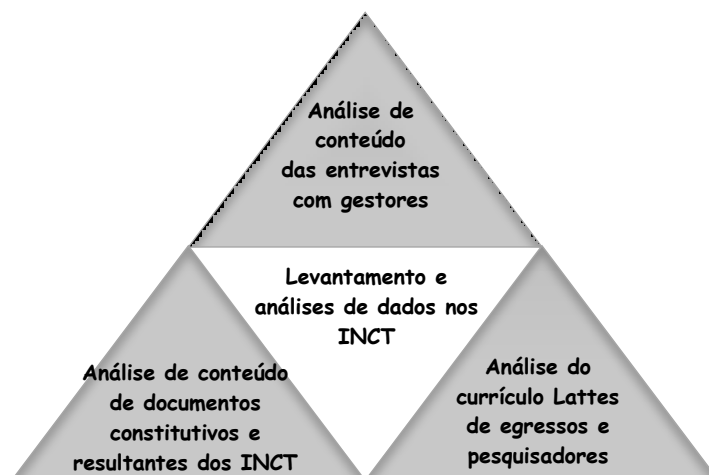 Análise de
conteúdo
das entrevistas
com gestores
Levantamento e
análises de dados nos
INCT
Análise de conteúdo
de documentos
constitutivos e
resultantes dos INCT
Análise do
currículo Lattes
de egressos e
pesquisadores